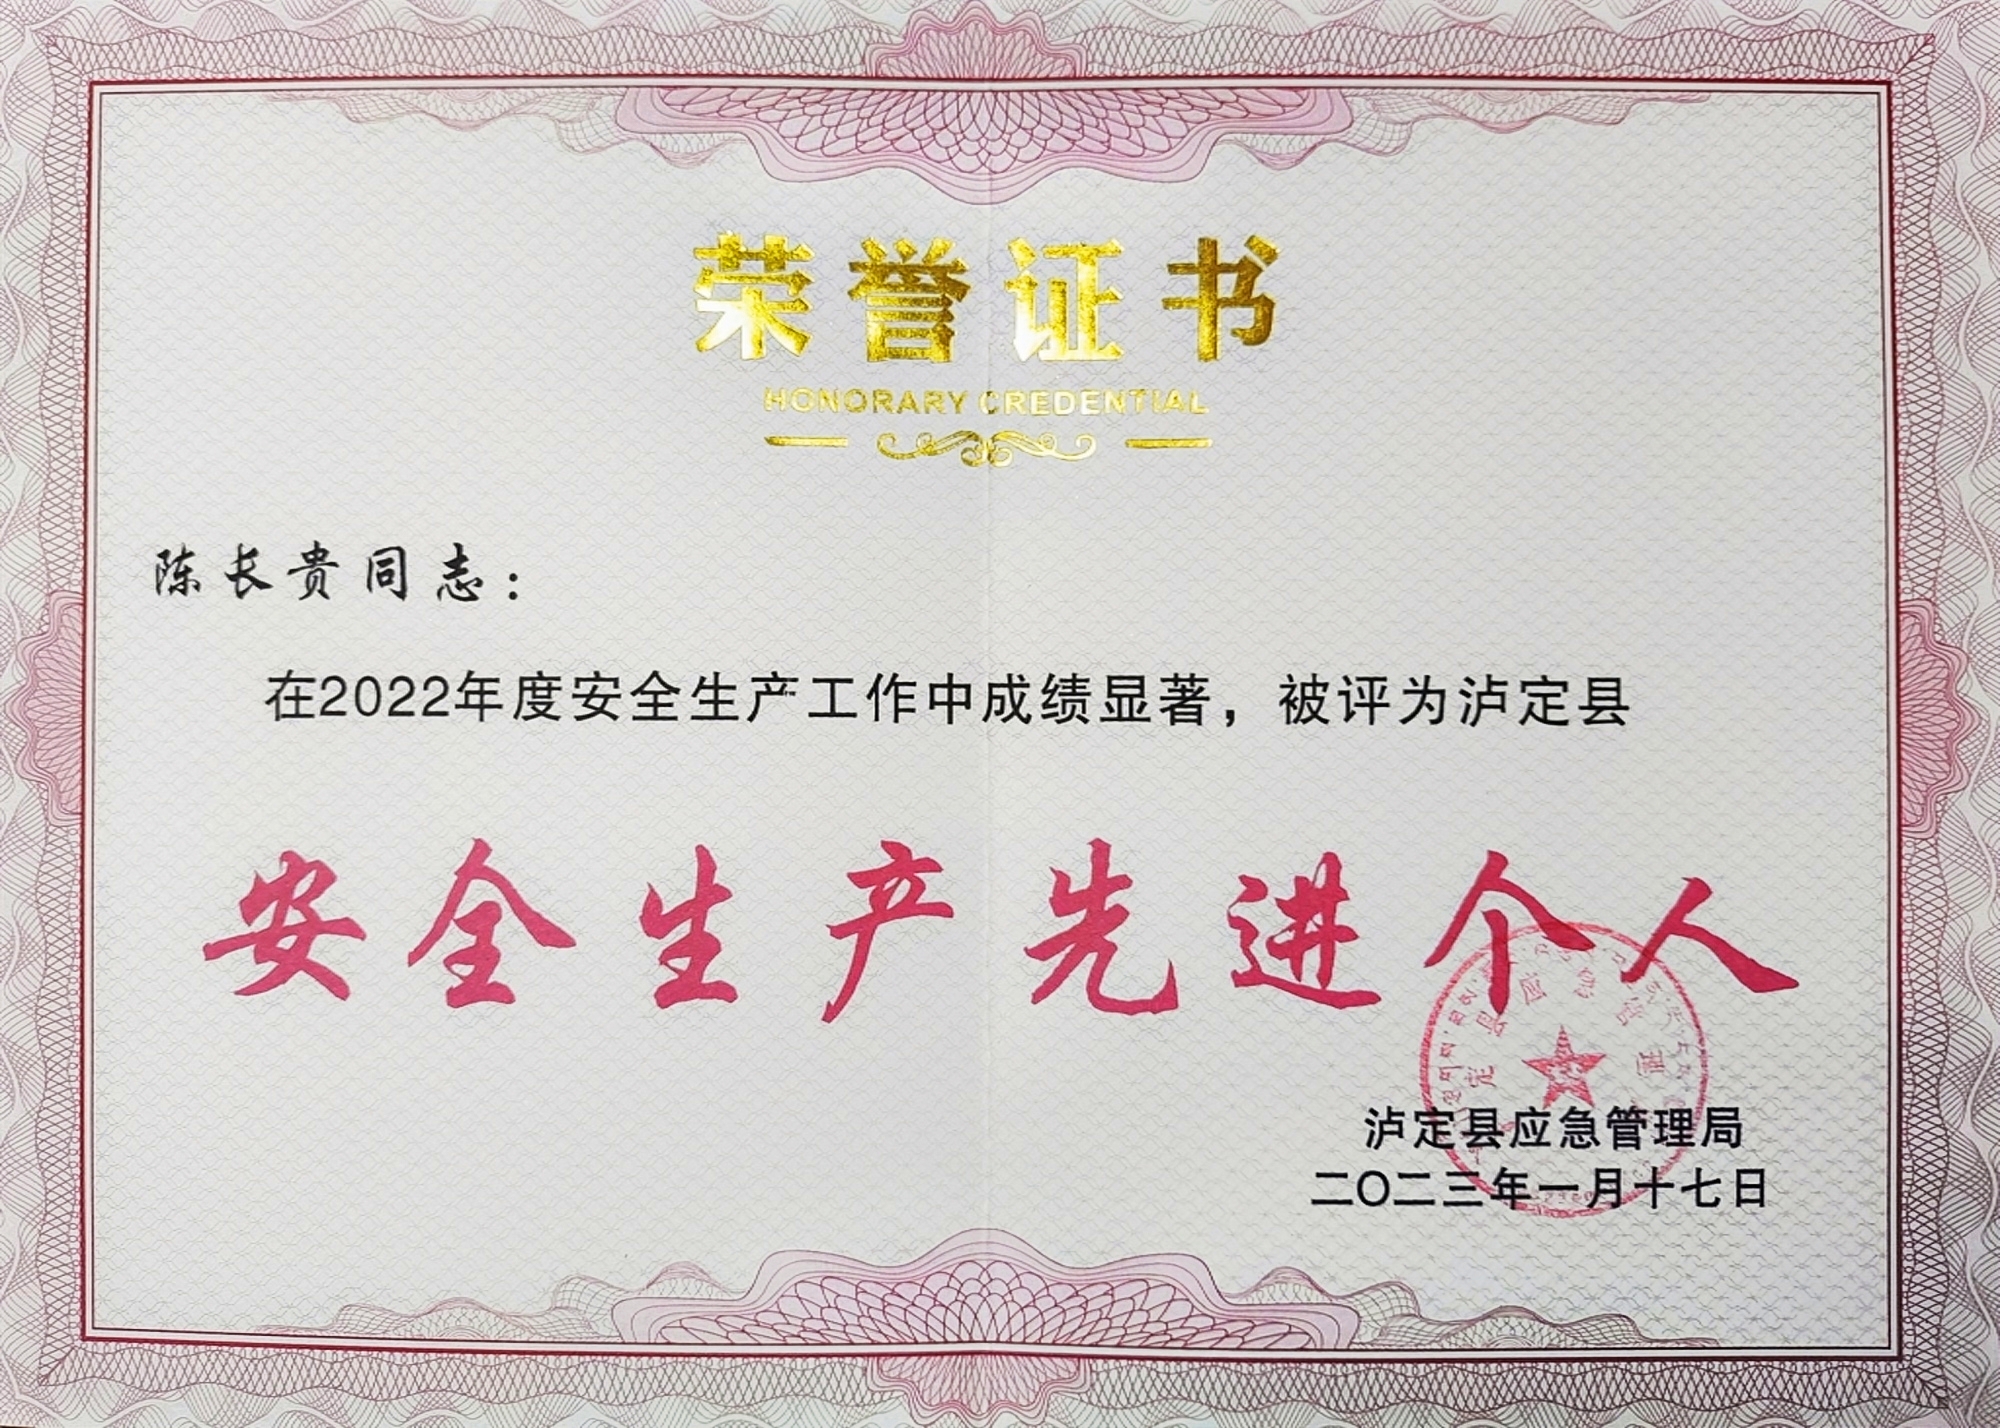 荣誉证书
HONORARY CREDENTIAL
陈长贵同志：
在2022年度安全生产工作中成绩显著，被评为泸定县
安全生产先进个人
泸定县应急管理局
二〇二三年一月十七日